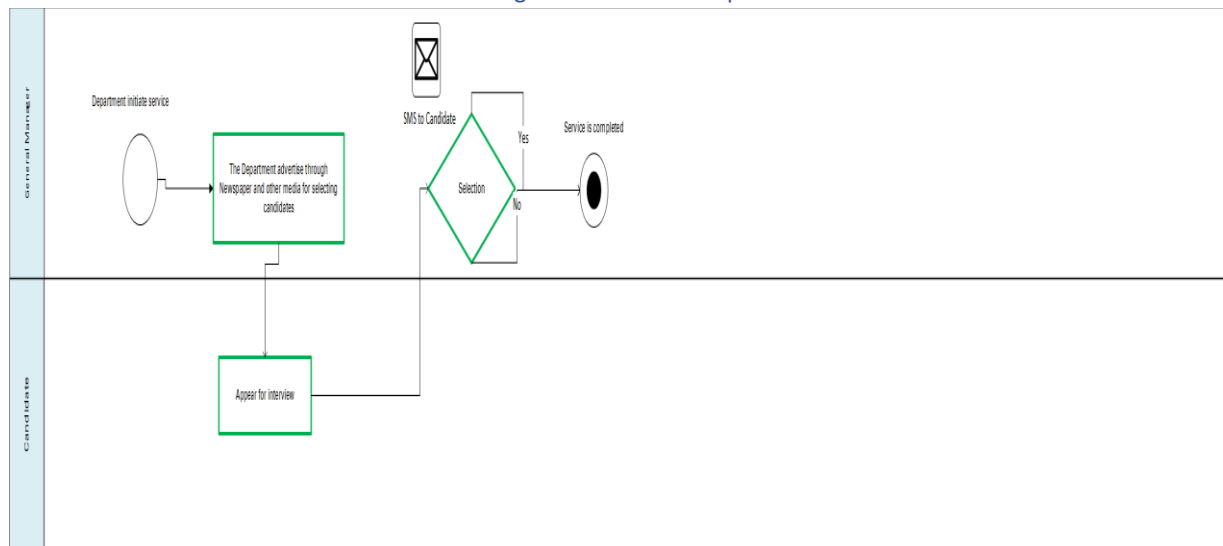 General Manager
Department initiate service
The Department advertise through
Newspaper and other media for selecting
candidates
SMS to Candidate
Selection
Yes
No
Service is completed
Candidate
Appear for interview